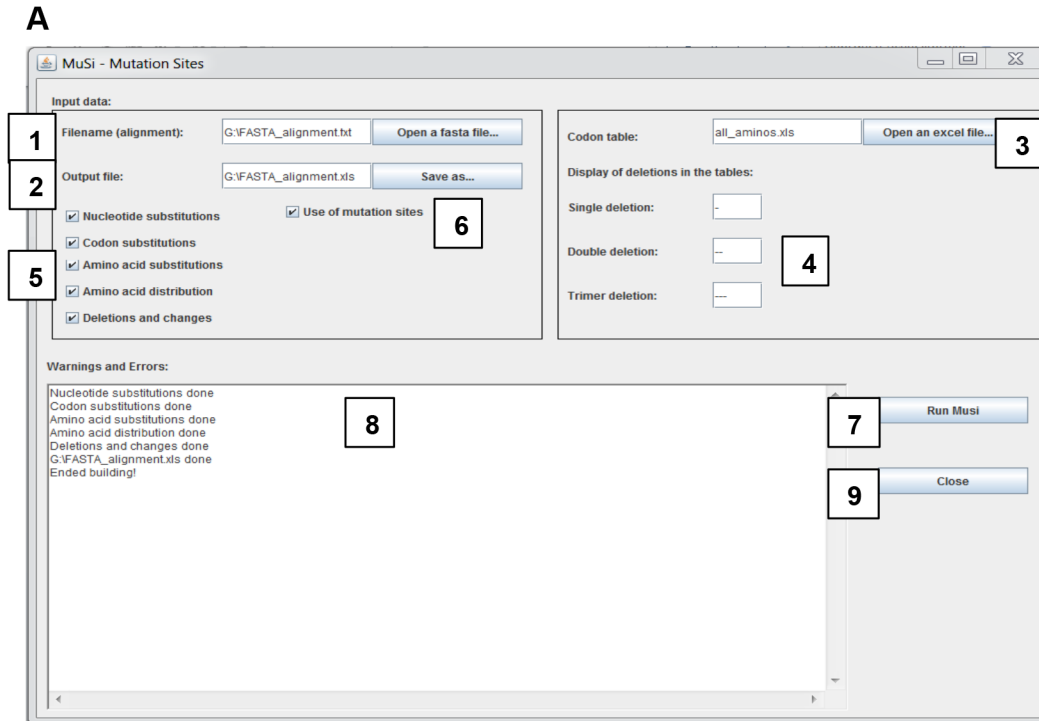 A
MuSi - Mutation Sites
Input data:
1 Filename (alignment): G:\FASTA_alignment.txt Open a fasta file...
2 Output file: G:\FASTA_alignment.xls Save as...
Nucleotide substitutions Use of mutation sites 6
Codon substitutions
5 Amino acid substitutions
Amino acid distribution
Deletions and changes
Codon table: all_aminos.xls Open an excel file... 3
Display of deletions in the tables:
Single deletion: -
Double deletion: -- 4
Trimer deletion: ---
Warnings and Errors:
Nucleotide substitutions done
Codon substitutions done
Amino acid substitutions done
Amino acid distribution done
Deletions and changes done
G:\FASTA_alignment.xls done
Ended building!
8
7 Run Musi
9 Close